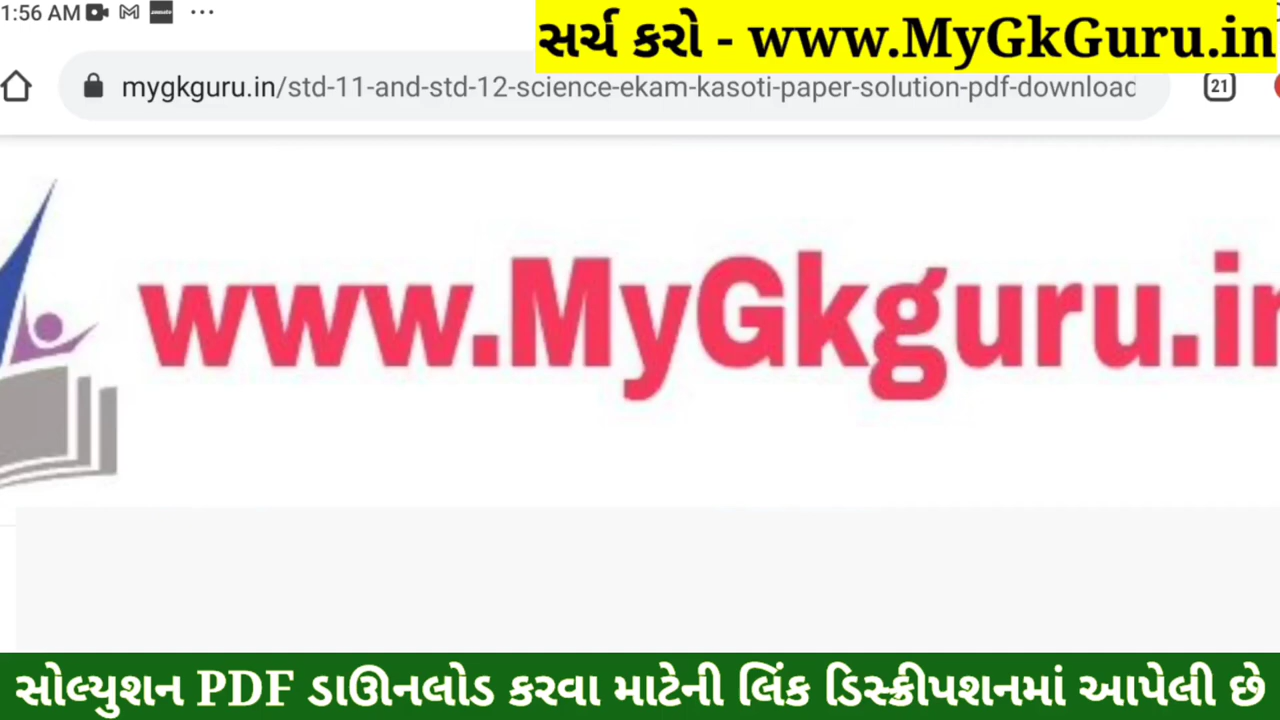 1:56 AM
સર્ચ કરો - www.MyGkGuru.in
mygkguru.in/std-11-and-std-12-science-ekam-kasoti-paper-solution-pdf-download
21
www.MyGkguru.in
સોલ્યુશન PDF ડાઊનલોડ કરવા માટેની લિંક ડિસ્ક્રીપશનમાં આપેલી છે